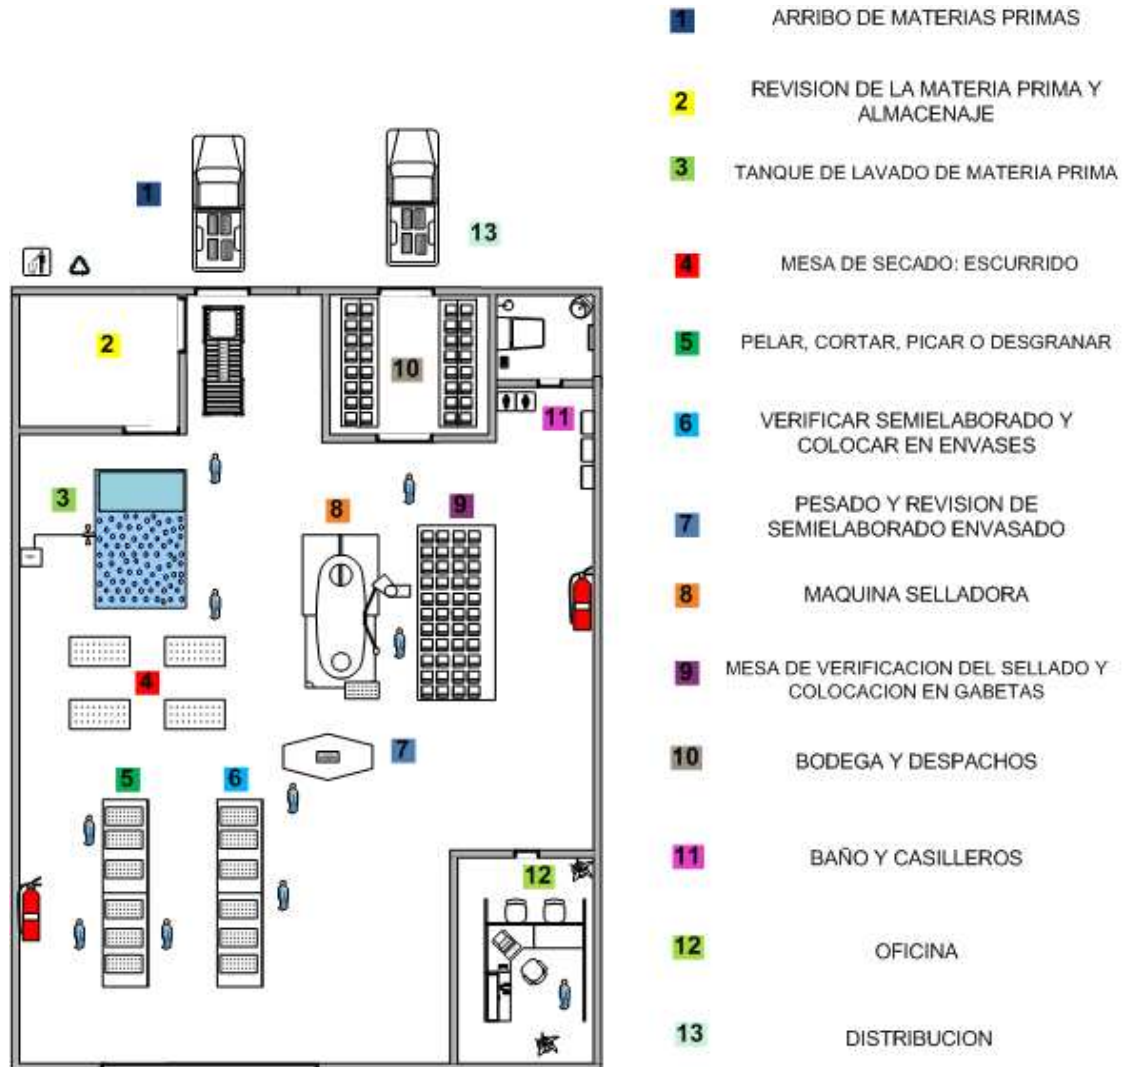 1 ARRIBO DE MATERIAS PRIMAS
2 REVISION DE LA MATERIA PRIMA Y
ALMACENAJE
3 TANQUE DE LAVADO DE MATERIA PRIMA
4 MESA DE SECADO: ESCURRIDO
5 PELAR, CORTAR, PICAR O DESGRANAR
6 VERIFICAR SEMIELABORADO Y
COLOCAR EN ENVASES
7 PESADO Y REVISION DE
SEMIELABORADO ENVASADO
8 MAQUINA SELLADORA
9 MESA DE VERIFICACION DEL SELLADO Y
COLOCACION EN GABETAS
10 BODEGA Y DESPACHOS
11 BAÑO Y CASILLEROS
12 OFICINA
13 DISTRIBUCION
1
13
2
10
11
3
8
9
4
7
5
6
12